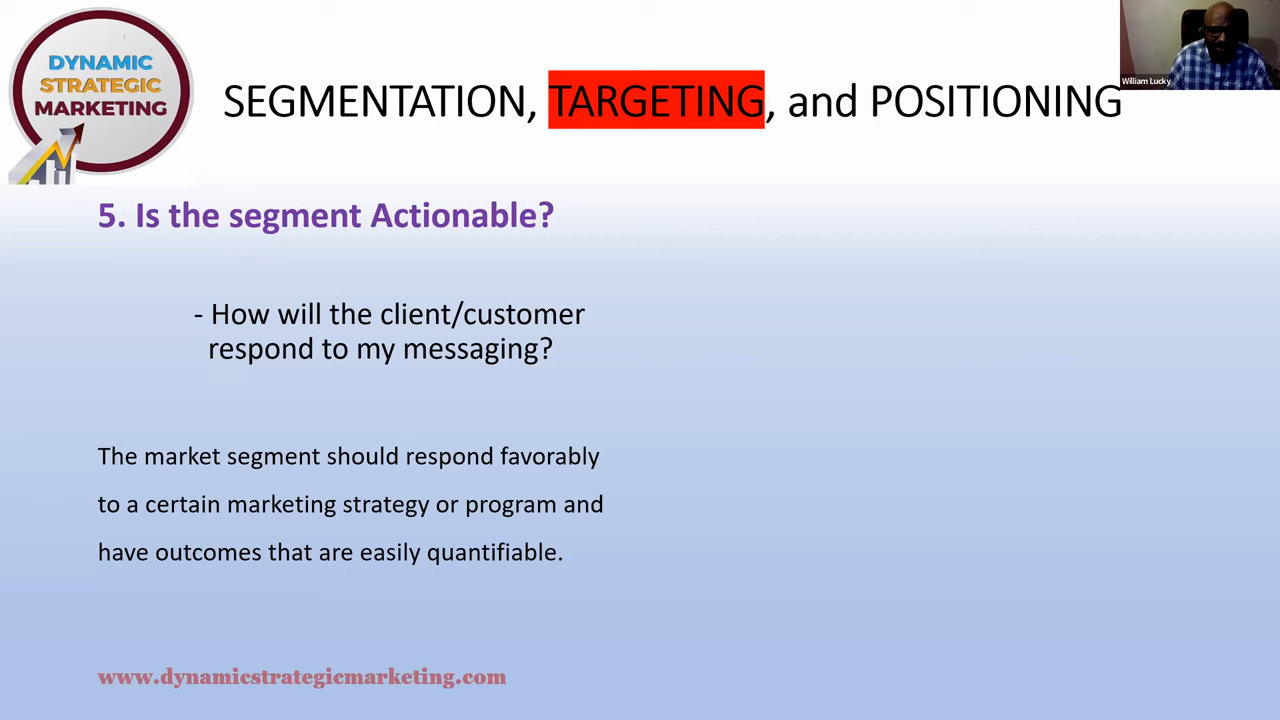 DYNAMIC
STRATEGIC
MARKETING
SEGMENTATION, TARGETING, and POSITIONING
William Lucky
5. Is the segment Actionable?
- How will the client/customer
respond to my messaging?
The market segment should respond favorably
to a certain marketing strategy or program and
have outcomes that are easily quantifiable.
www.dynamicstrategicmarketing.com